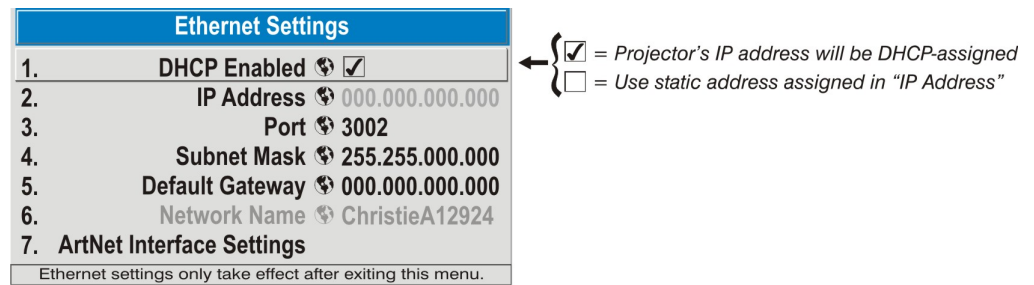 Ethernet Settings
1. DHCP Enabled
2. IP Address 000.000.000.000
3. Port 3002
4. Subnet Mask 255.255.000.000
5. Default Gateway 000.000.000.000
6. Network Name ChristieA12924
7. ArtNet Interface Settings
Ethernet settings only take effect after exiting this menu.
= Projector's IP address will be DHCP-assigned
= Use static address assigned in “IP Address”